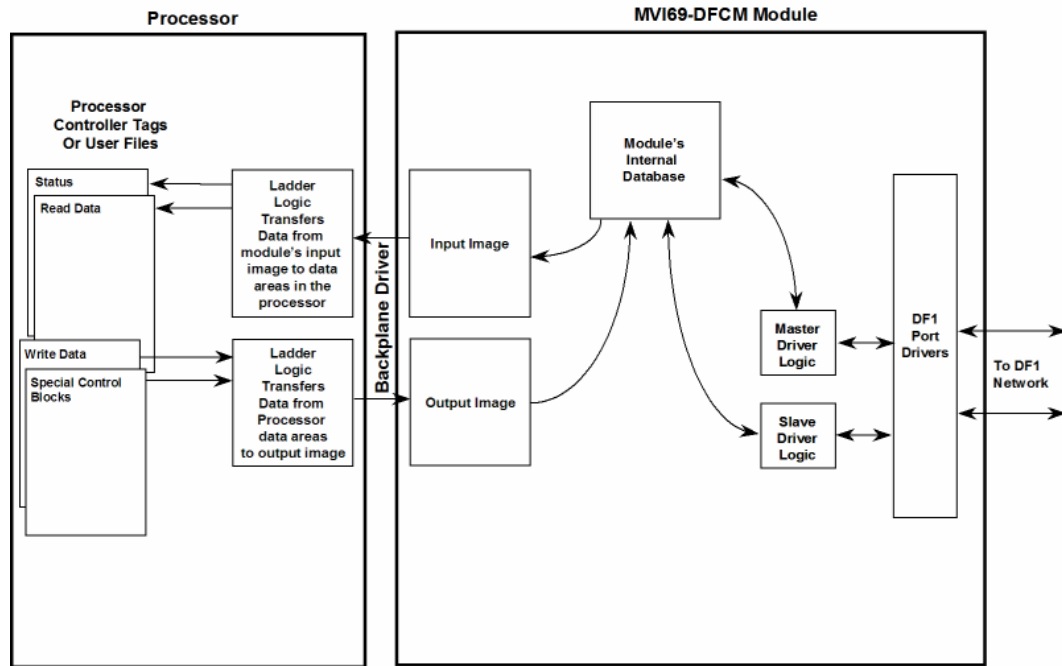 Processor
MVI69-DFCM Module
Processor
Controller Tags
Or User Files
Status
Read Data
Write Data
Special Control
Blocks
Ladder
Logic
Transfers
Data from
module's input
image to data
areas in the
processor
Ladder
Logic
Transfers
Data from
Processor
data areas
to output image
Backplane Driver
Input Image
Output Image
Module's
Internal
Database
Master
Driver
Logic
Slave
Driver
Logic
DF1
Port
Drivers
To DF1
Network